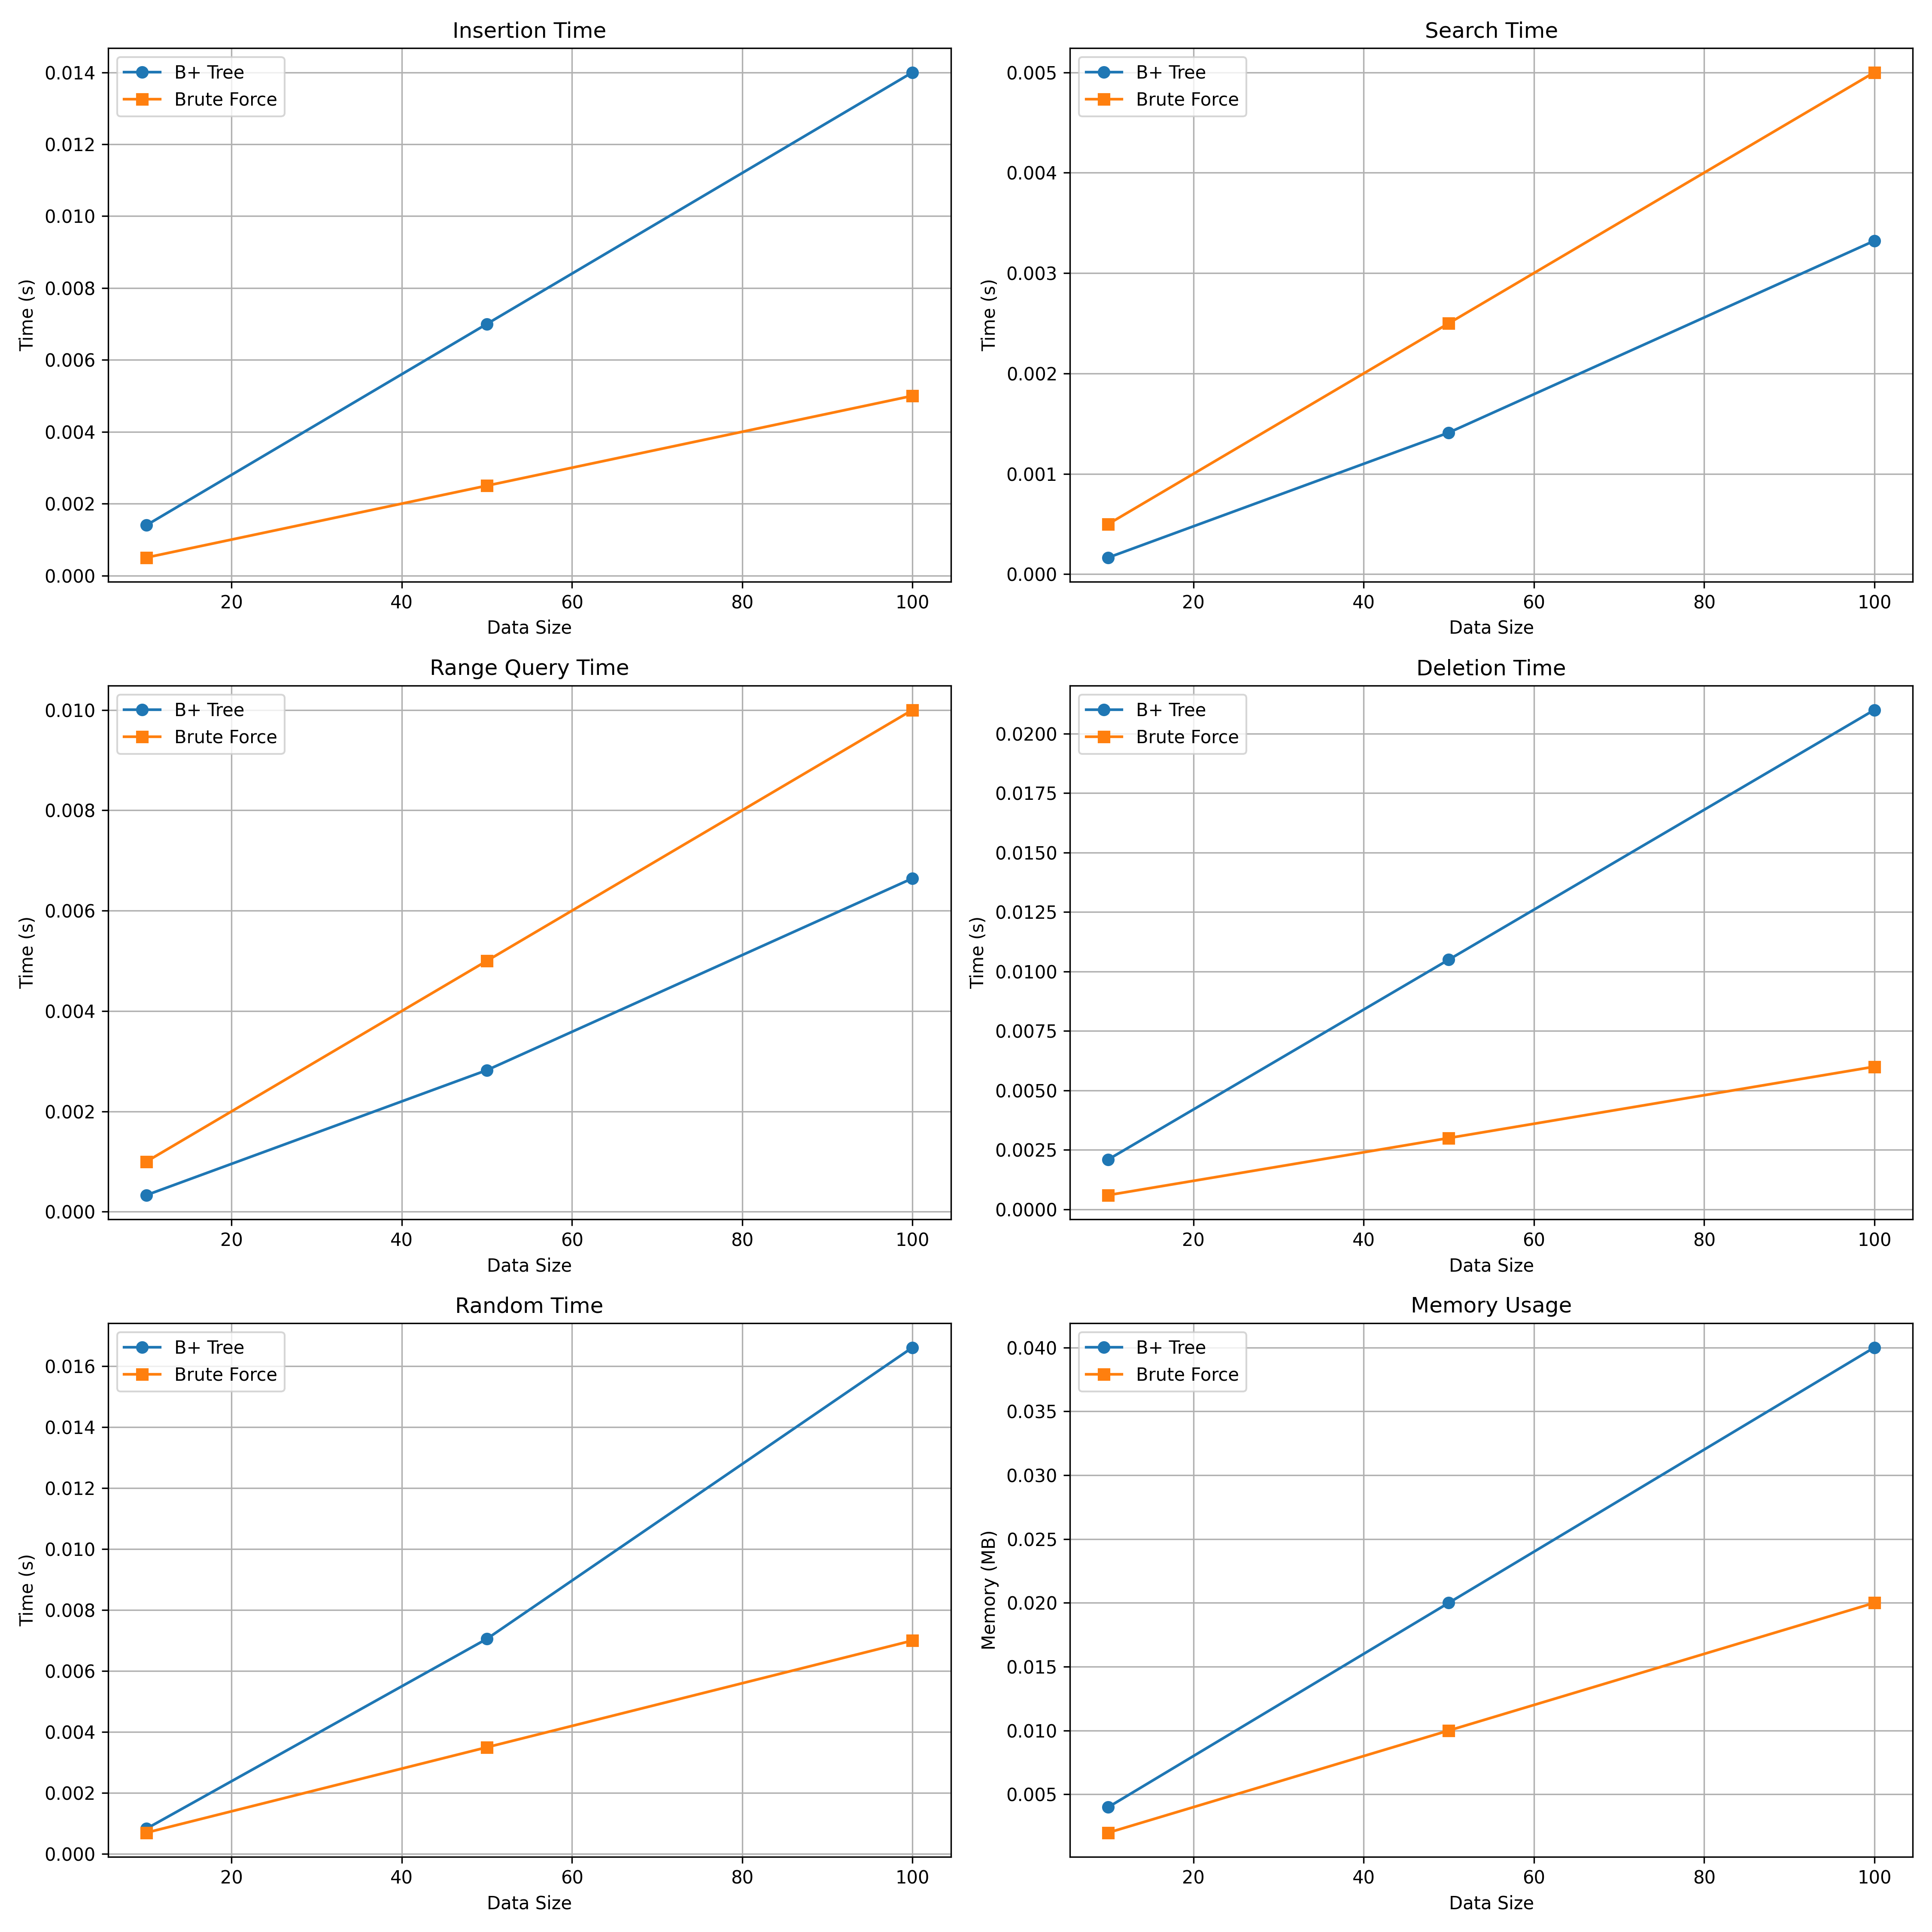 Insertion Time
B+ Tree
Brute Force
0.014
0.012
0.010
0.008
0.006
0.004
0.002
0.000
Time (s)
20 40 60 80 100
Data Size
Search Time
B+ Tree
Brute Force
0.005
0.004
0.003
0.002
0.001
0.000
Time (s)
20 40 60 80 100
Data Size
Range Query Time
B+ Tree
Brute Force
0.010
0.008
0.006
0.004
0.002
0.000
Time (s)
20 40 60 80 100
Data Size
Deletion Time
B+ Tree
Brute Force
0.0200
0.0175
0.0150
0.0125
0.0100
0.0075
0.0050
0.0025
0.0000
Time (s)
20 40 60 80 100
Data Size
Random Time
B+ Tree
Brute Force
0.016
0.014
0.012
0.010
0.008
0.006
0.004
0.002
0.000
Time (s)
20 40 60 80 100
Data Size
Memory Usage
B+ Tree
Brute Force
0.040
0.035
0.030
0.025
0.020
0.015
0.010
0.005
Memory (MB)
20 40 60 80 100
Data Size